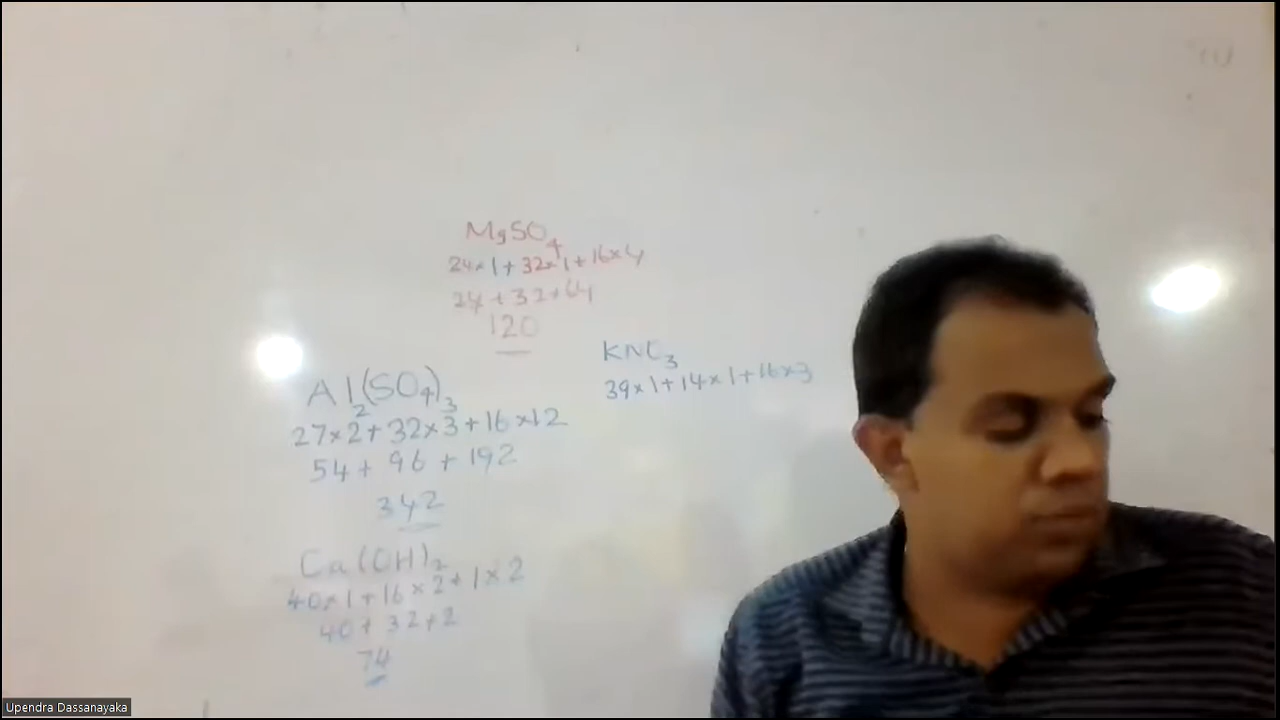 MgSO4
24×1+32×1+16×4
24+32+64
120
KNO3
39×1+14×1+16×3
Al2(SO4)3
27×2+32×3+16×12
54+96+192
342
Ca(OH)2
40×1+16×2+1×2
40+32+2
74
Upendra Dassanayaka